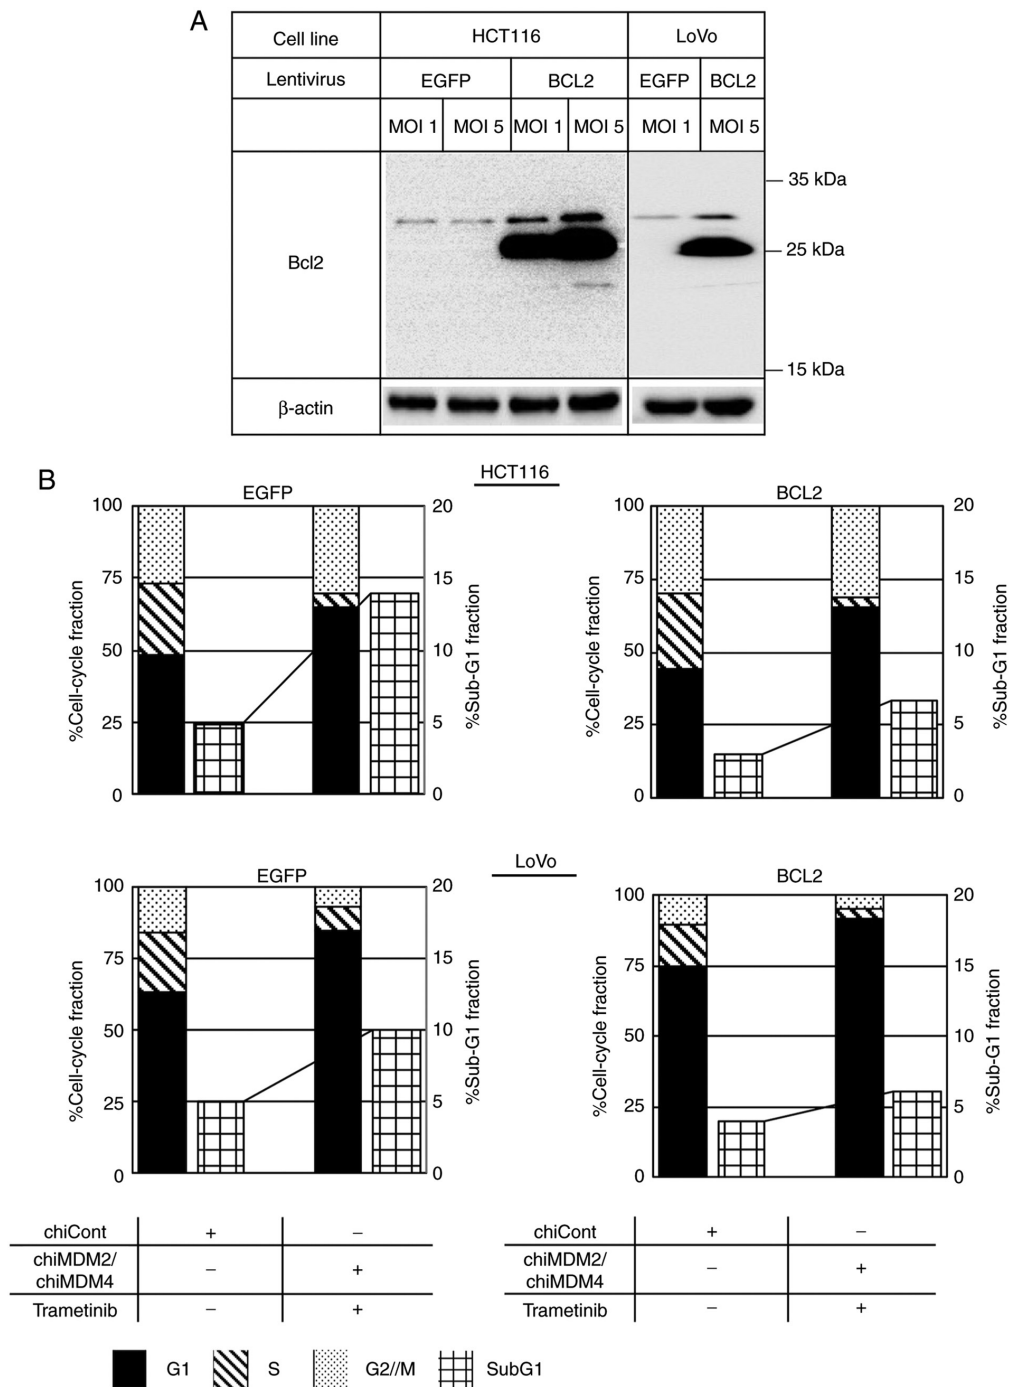 A
Cell line
HCT116
LoVo
Lentivirus
EGFP
BCL2
EGFP
BCL2
MOI 1
MOI 5
MOI 1
MOI 5
MOI 1
MOI 5
Bcl2
35 kDa
25 kDa
15 kDa
β-actin
B
HCT116
EGFP
%Cell-cycle fraction
100
75
50
25
0
20
15
10
5
0
%Sub-G1 fraction
BCL2
%Cell-cycle fraction
100
75
50
25
0
20
15
10
5
0
%Sub-G1 fraction
LoVo
EGFP
%Cell-cycle fraction
100
75
50
25
0
20
15
10
5
0
%Sub-G1 fraction
BCL2
%Cell-cycle fraction
100
75
50
25
0
20
15
10
5
0
%Sub-G1 fraction
chiCont + –
chiMDM2/
chiMDM4 – +
Trametinib – +
chiCont + –
chiMDM2/
chiMDM4 – +
Trametinib – +
G1 S G2//M SubG1